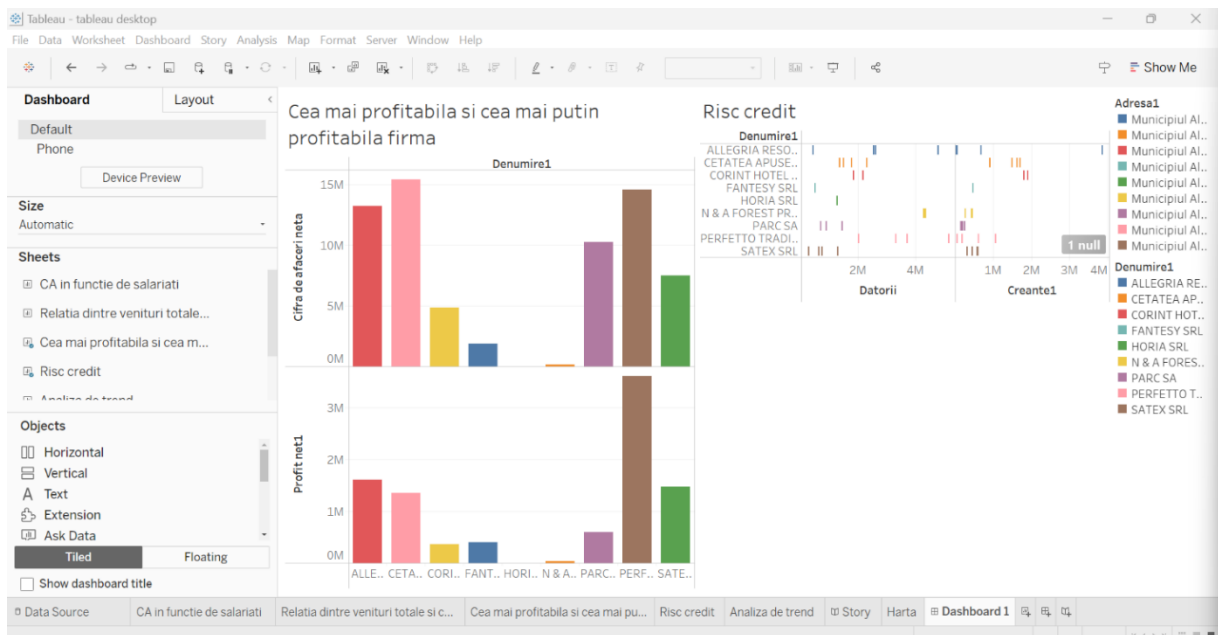 Tableau - tableau desktop
File Data Worksheet Dashboard Story Analysis Map Format Server Window Help
Show Me
Dashboard Layout
Default
Phone
Device Preview
Size
Automatic
Sheets
CA in functie de salariati
Relatia dintre venituri totale...
Cea mai profitabila si cea m...
Risc credit
Analiza de trend
Objects
Horizontal
Vertical
A Text
Extension
Ask Data
Tiled Floating
Show dashboard title
Cea mai profitabila si cea mai putin
profitabila firma
Denumire1
Cifra de afaceri neta
15M
10M
5M
0M
Profit net1
3M
2M
1M
0M
ALLE.. CETA.. CORI.. FANT.. HORI.. N & A.. PARC.. PERF.. SATE..
Risc credit
Denumire1
ALLEGRIA RESO..
CETATEA APUSE..
CORINT HOTEL ..
FANTESY SRL
HORIA SRL
N & A FOREST PR..
PARC SA
PERFETTO TRADI..
SATEX SRL
1 null
2M 4M 1M 2M 3M 4M
Datorii Creante1
Adresa1
Municipiul Al..
Municipiul Al..
Municipiul Al..
Municipiul Al..
Municipiul Al..
Municipiul Al..
Municipiul Al..
Municipiul Al..
Municipiul Al..
Denumire1
ALLEGRIA RE..
CETATEA AP..
CORINT HOT..
FANTESY SRL
HORIA SRL
N & A FORES..
PARC SA
PERFETTO T..
SATEX SRL
Data Source CA in functie de salariati Relatia dintre venituri totale si c... Cea mai profitabila si cea mai pu... Risc credit Analiza de trend Story Harta Dashboard 1